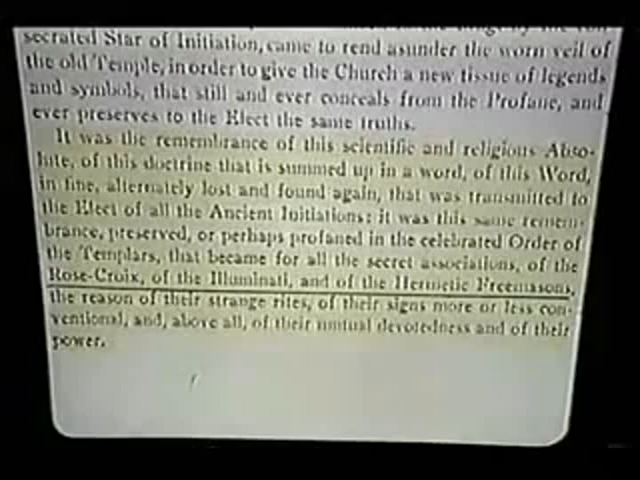 secrated Star of Initiation, came to rend asunder the worn veil of
the old Temple, in order to give the Church a new tissue of legends
and symbols, that still and ever conceals from the Profane, and
ever preserves to the Elect the same truths.
It was the remembrance of this scientific and religious Abso-
lute, of this doctrine that is summed up in a word, of this Word,
in fine, alternately lost and found again, that was transmitted to
the Elect of all the Ancient Initiations: it was this same remem-
brance, preserved, or perhaps profaned in the celebrated Order of
the Templars, that became for all the secret associations, of the
Rose-Croix, of the Illuminati, and of the Hermetic Freemasons,
the reason of their strange rites, of their signs more or less con-
ventional, and, above all, of their mutual devotedness and of their
power.